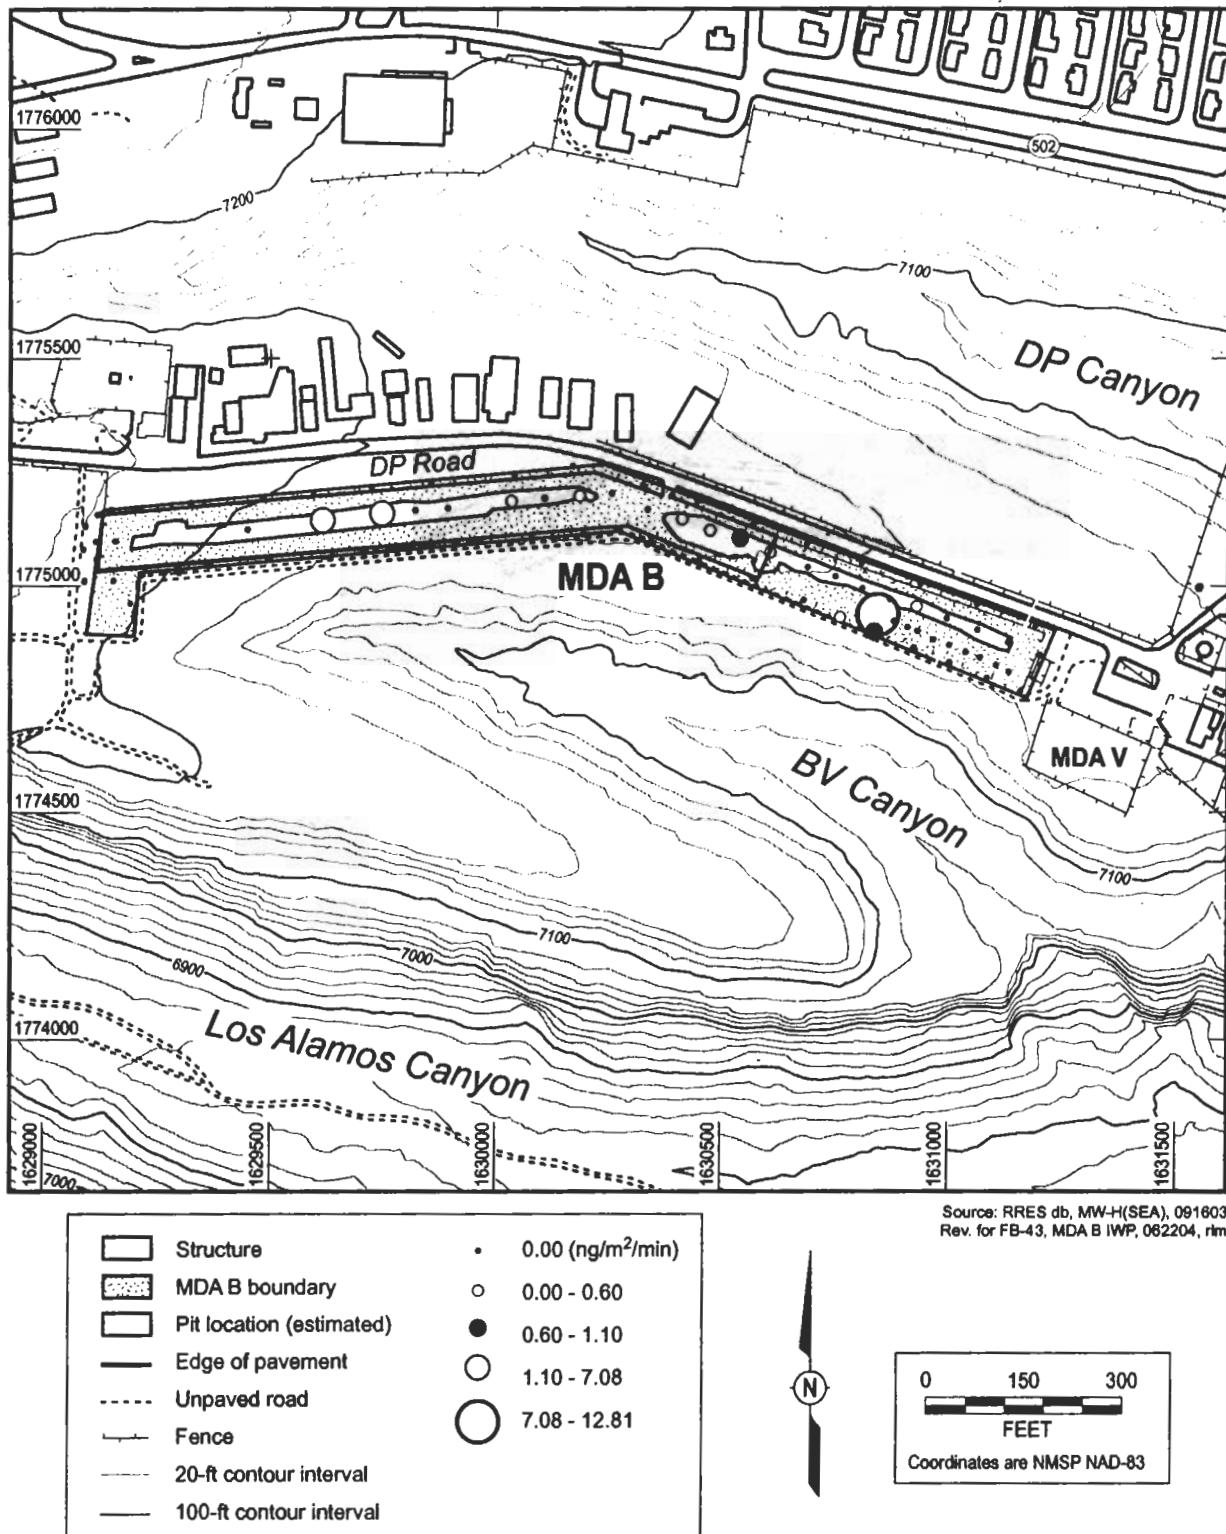 1776000
502
7200
7100
DP Canyon
1775500
DP Road
MDA B
1775000
MDA V
BV Canyon
1774500
7100
7100
7000
6900
Los Alamos Canyon
1774000
7000
1629000
1629500
1630000
1630500
1631000
1631500
Source: RRES db, MW-H(SEA), 091603
Rev. for FB-43, MDA B IWP, 062204, rlm
Structure
MDA B boundary
Pit location (estimated)
Edge of pavement
Unpaved road
Fence
20-ft contour interval
100-ft contour interval
0.00 (ng/m²/min)
0.00 - 0.60
0.60 - 1.10
1.10 - 7.08
7.08 - 12.81
N
0 150 300
FEET
Coordinates are NMSP NAD-83